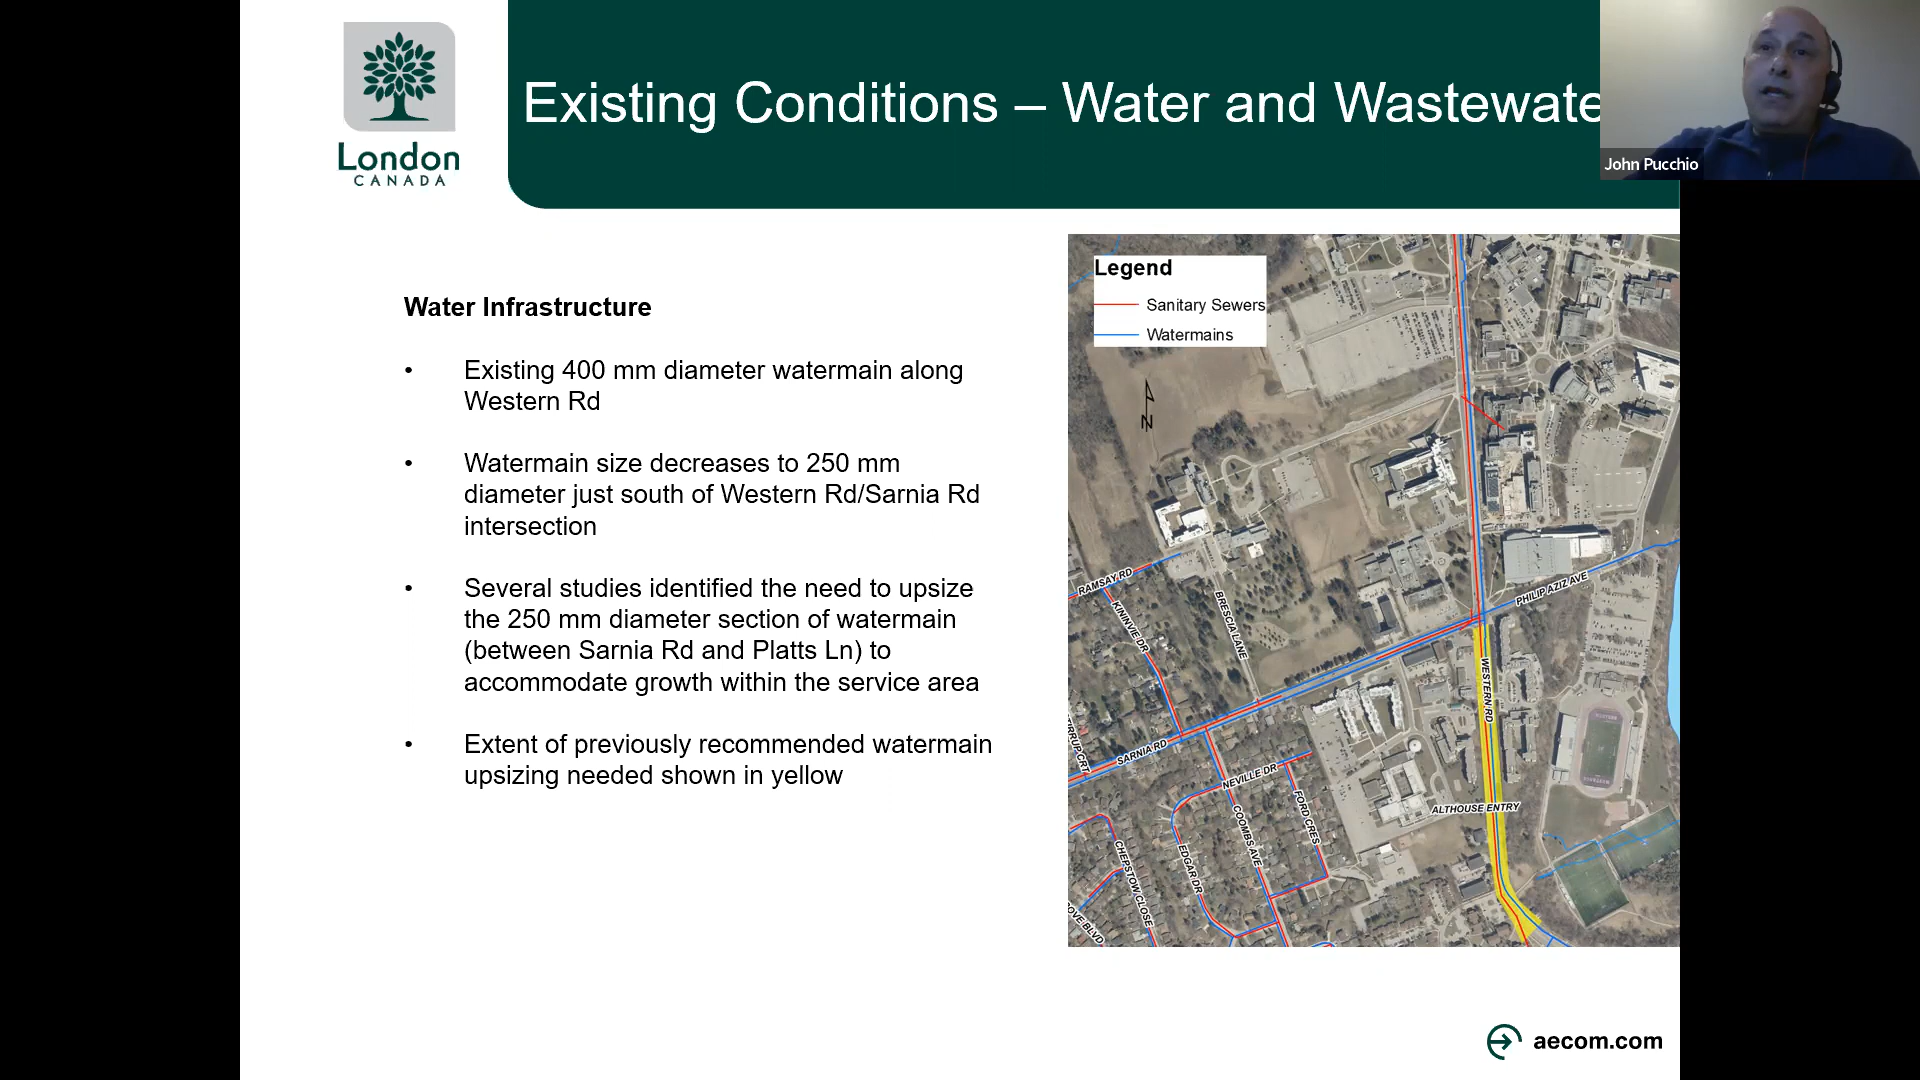 London
CANADA
Existing Conditions – Water and Wastewate
John Pucchio
Water Infrastructure
• Existing 400 mm diameter watermain along
Western Rd
• Watermain size decreases to 250 mm
diameter just south of Western Rd/Sarnia Rd
intersection
• Several studies identified the need to upsize
the 250 mm diameter section of watermain
(between Sarnia Rd and Platts Ln) to
accommodate growth within the service area
• Extent of previously recommended watermain
upsizing needed shown in yellow
Legend
Sanitary Sewers
Watermains
N
RAMSAY RD
KININVIE DR
BRESCIA LANE
PHILIP AZIZ AVE
WESTERN RD
SARNIA RD
NEVILLE DR
FORD CRES
COOMBS AVE
EDGAR DR
CHEPSTOW CLOSE
ALTHOUSE ENTRY
BLVD
CRT
aecom.com